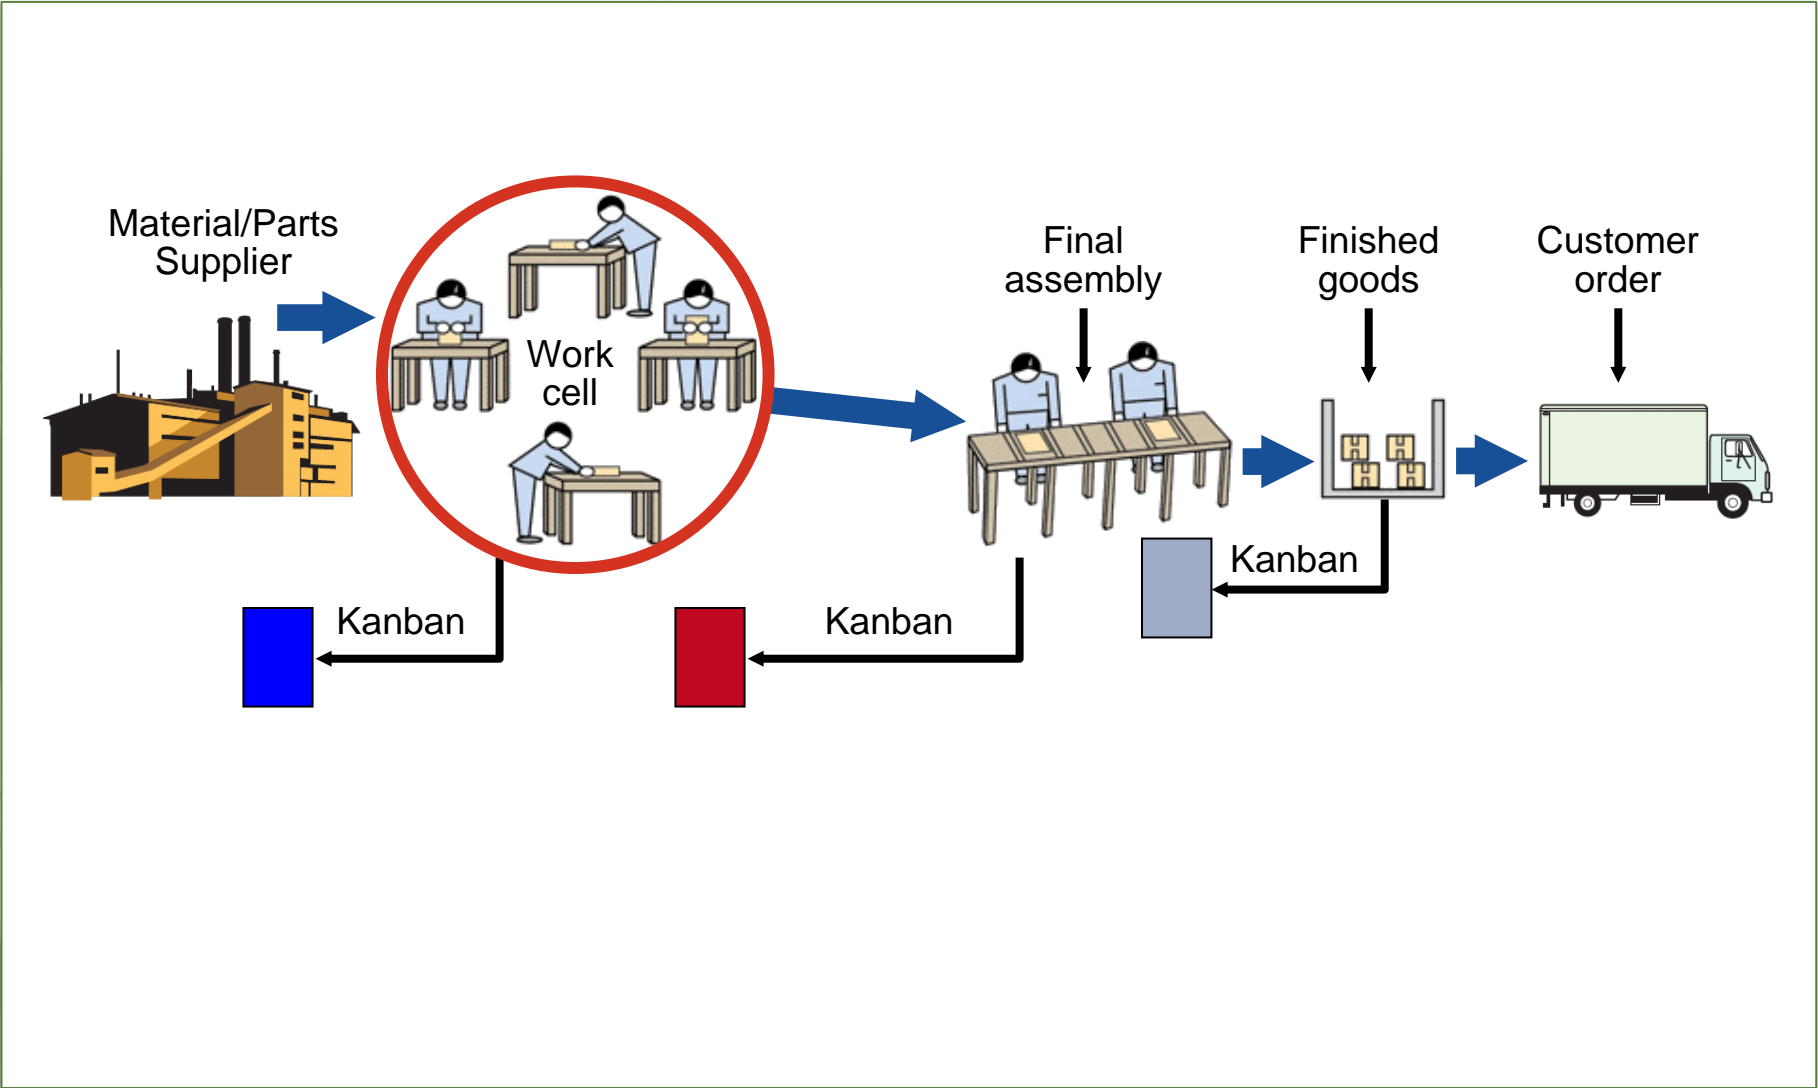 Material/Parts
Supplier
Work
cell
Final
assembly
Finished
goods
Customer
order
Kanban
Kanban
Kanban